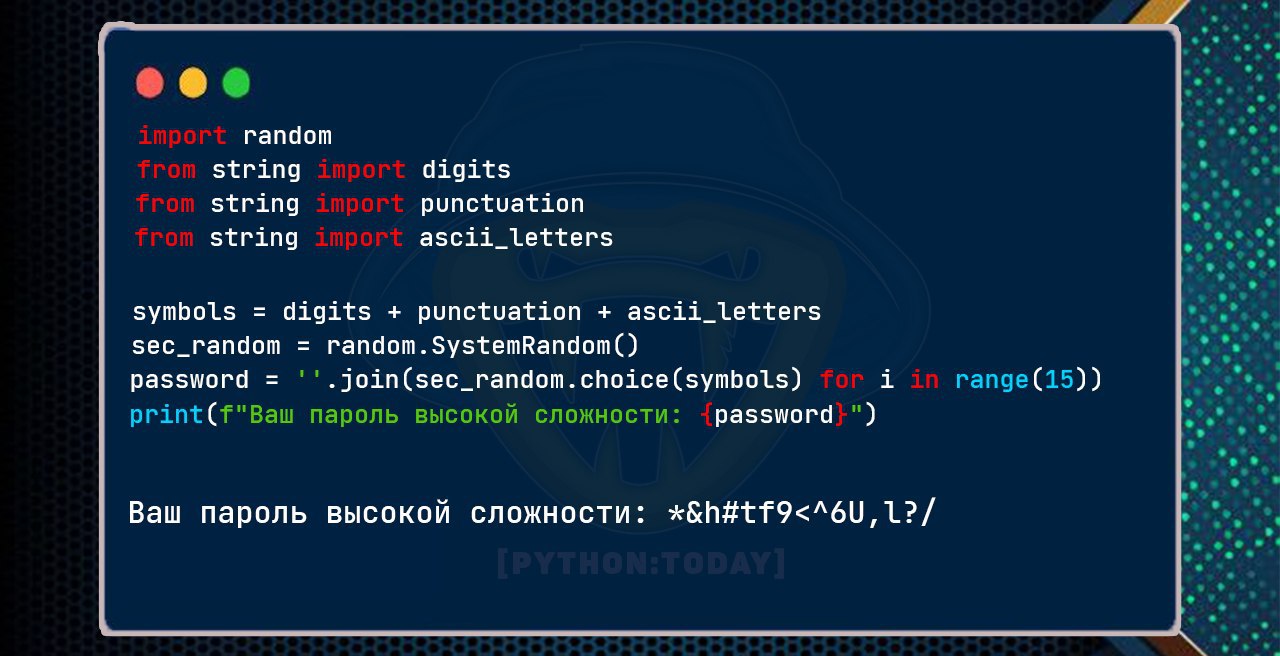 import random
from string import digits
from string import punctuation
from string import ascii_letters
symbols = digits + punctuation + ascii_letters
sec_random = random.SystemRandom()
password = ''.join(sec_random.choice(symbols) for i in range(15))
print(f"Ваш пароль высокой сложности: {password}")
Ваш пароль высокой сложности: *&h#tf9<^6U,l?/
[PYTHON:TODAY]